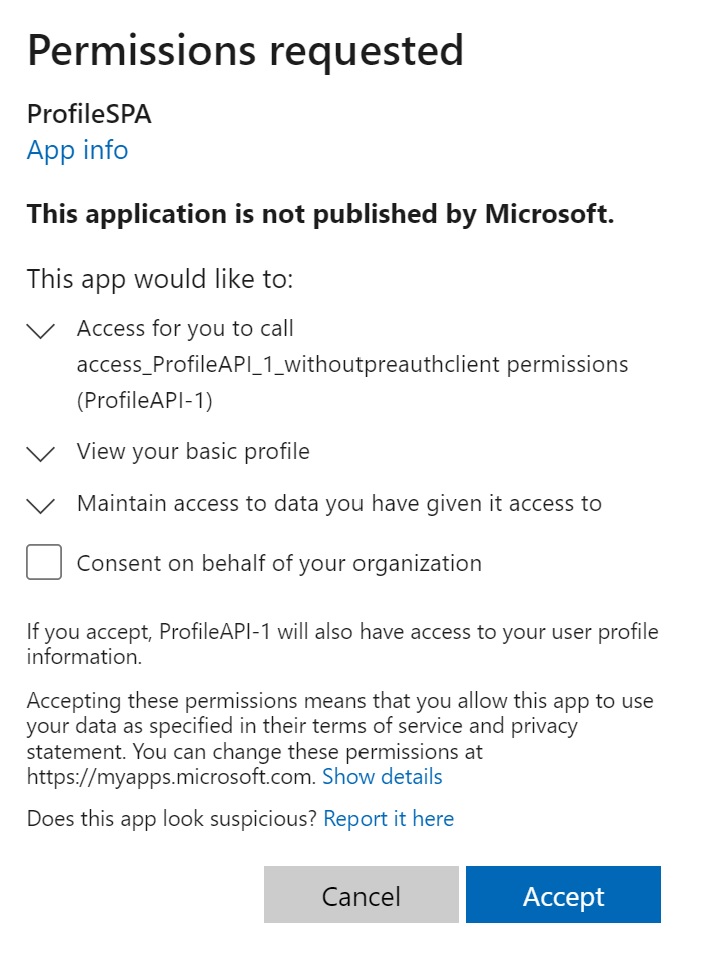 Permissions requested
ProfileSPA
App info
This application is not published by Microsoft.
This app would like to:
Access for you to call
access_ProfileAPI_1_withoutpreauthclient permissions
(ProfileAPI-1)
View your basic profile
Maintain access to data you have given it access to
Consent on behalf of your organization
If you accept, ProfileAPI-1 will also have access to your user profile
information.
Accepting these permissions means that you allow this app to use
your data as specified in their terms of service and privacy
statement. You can change these permissions at
https://myapps.microsoft.com. Show details
Does this app look suspicious? Report it here
Cancel
Accept